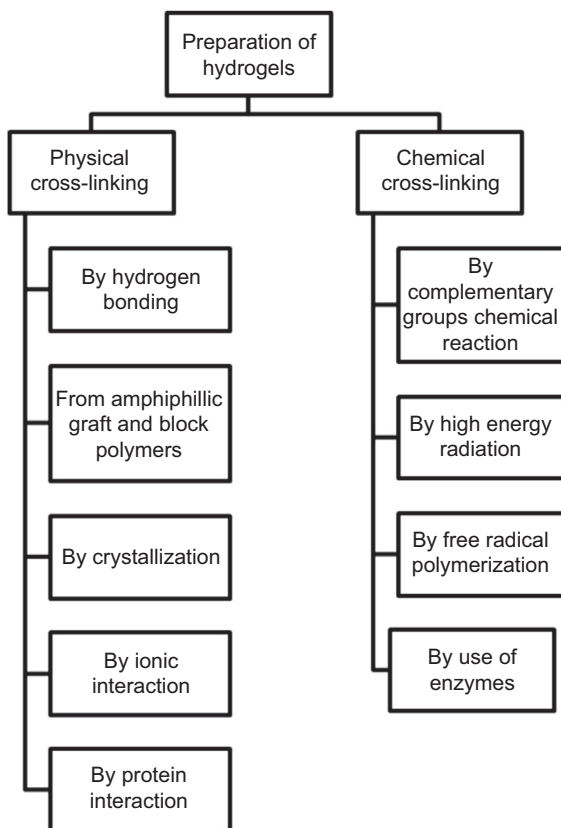 Preparation of
hydrogels
Physical
cross-linking
By hydrogen
bonding
From amphiphillic
graft and block
polymers
By crystallization
By ionic
interaction
By protein
interaction
Chemical
cross-linking
By
complementary
groups chemical
reaction
By high energy
radiation
By free radical
polymerization
By use of
enzymes